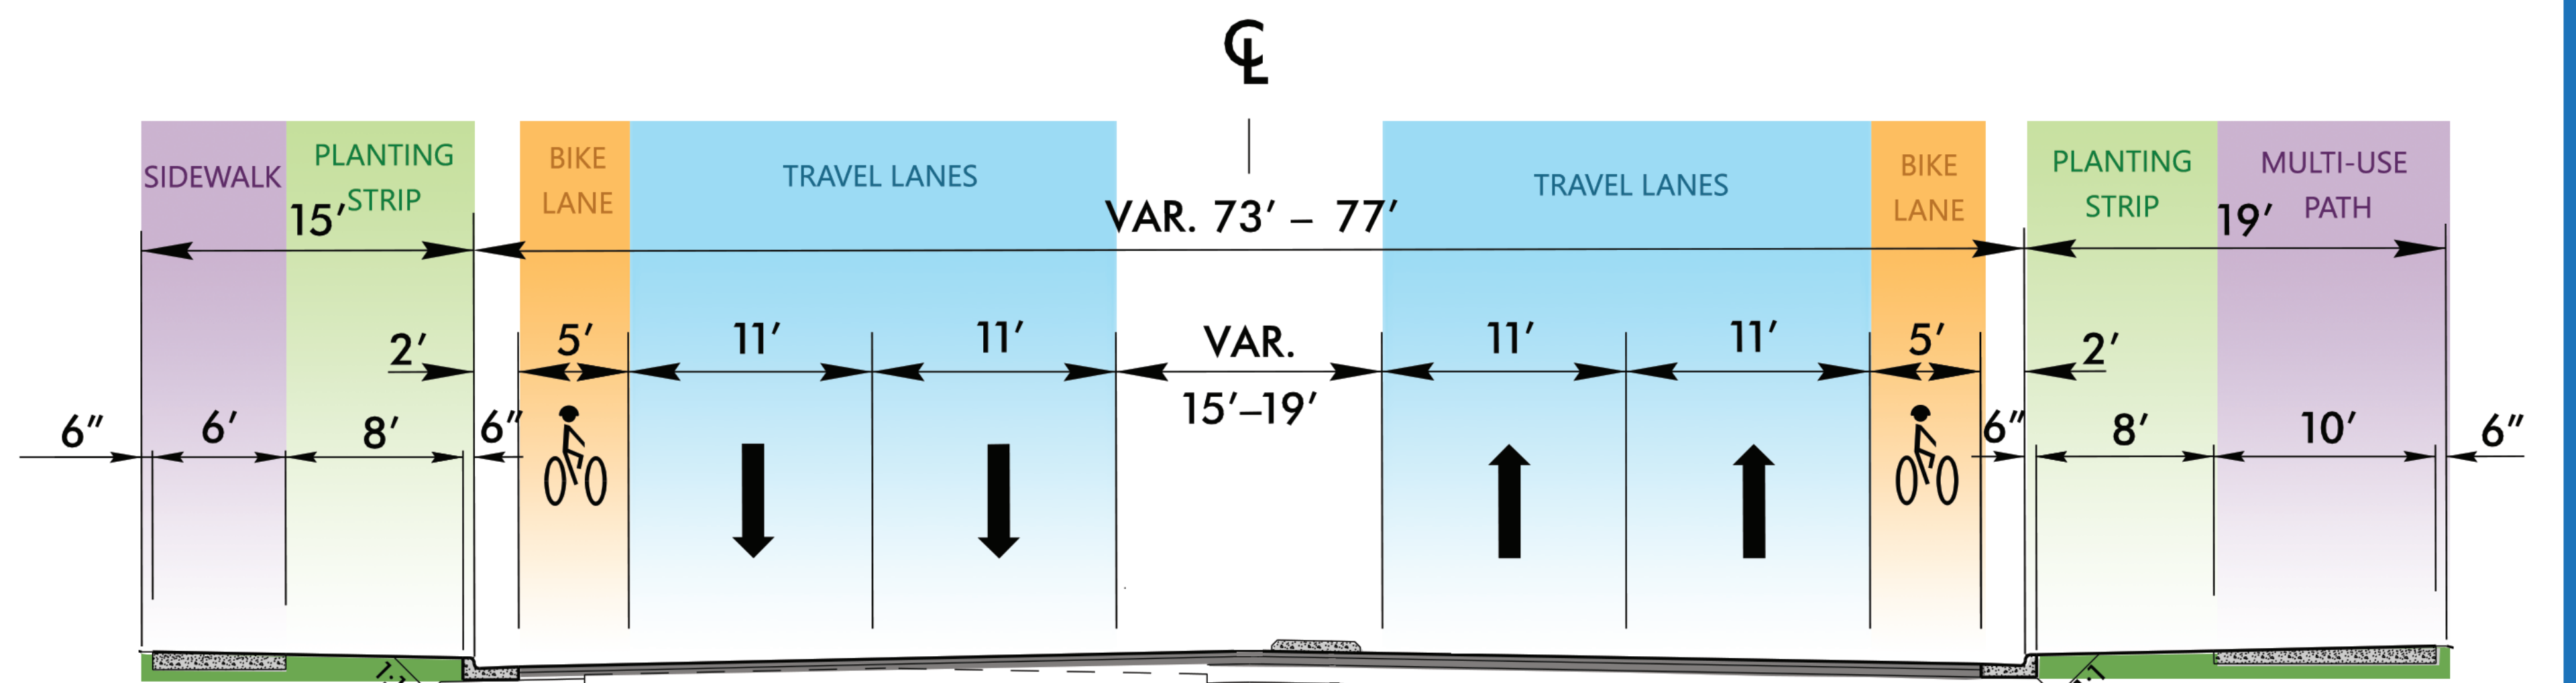 ℄
SIDEWALK
PLANTING
STRIP
BIKE
LANE
TRAVEL LANES
TRAVEL LANES
BIKE
LANE
PLANTING
STRIP
MULTI-USE
PATH
15′
VAR. 73′ – 77′
19′
2′
5′
11′
11′
VAR.
15′–19′
11′
11′
5′
2′
6″
6′
8′
6″
6″
8′
10′
6″